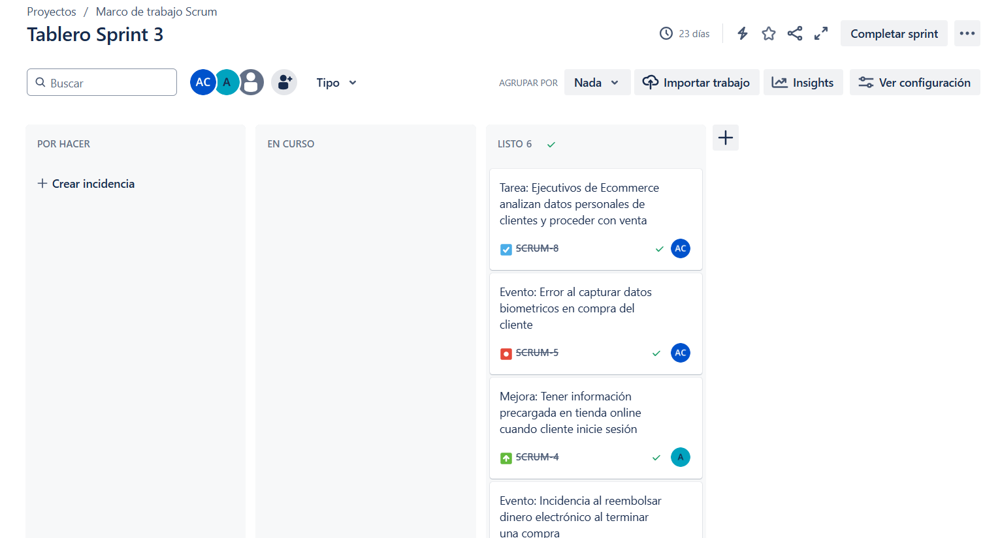 Proyectos / Marco de trabajo Scrum
Tablero Sprint 3
23 días
Completar sprint
Buscar
AC
A
Tipo
AGRUPAR POR
Nada
Importar trabajo
Insights
Ver configuración
POR HACER
+ Crear incidencia
EN CURSO
LISTO 6
Tarea: Ejecutivos de Ecommerce
analizan datos personales de
clientes y proceder con venta
SCRUM-8
AC
Evento: Error al capturar datos
biometricos en compra del
cliente
SCRUM-5
AC
Mejora: Tener información
precargada en tienda online
cuando cliente inicie sesión
SCRUM-4
A
Evento: Incidencia al reembolsar
dinero electrónico al terminar
una compra